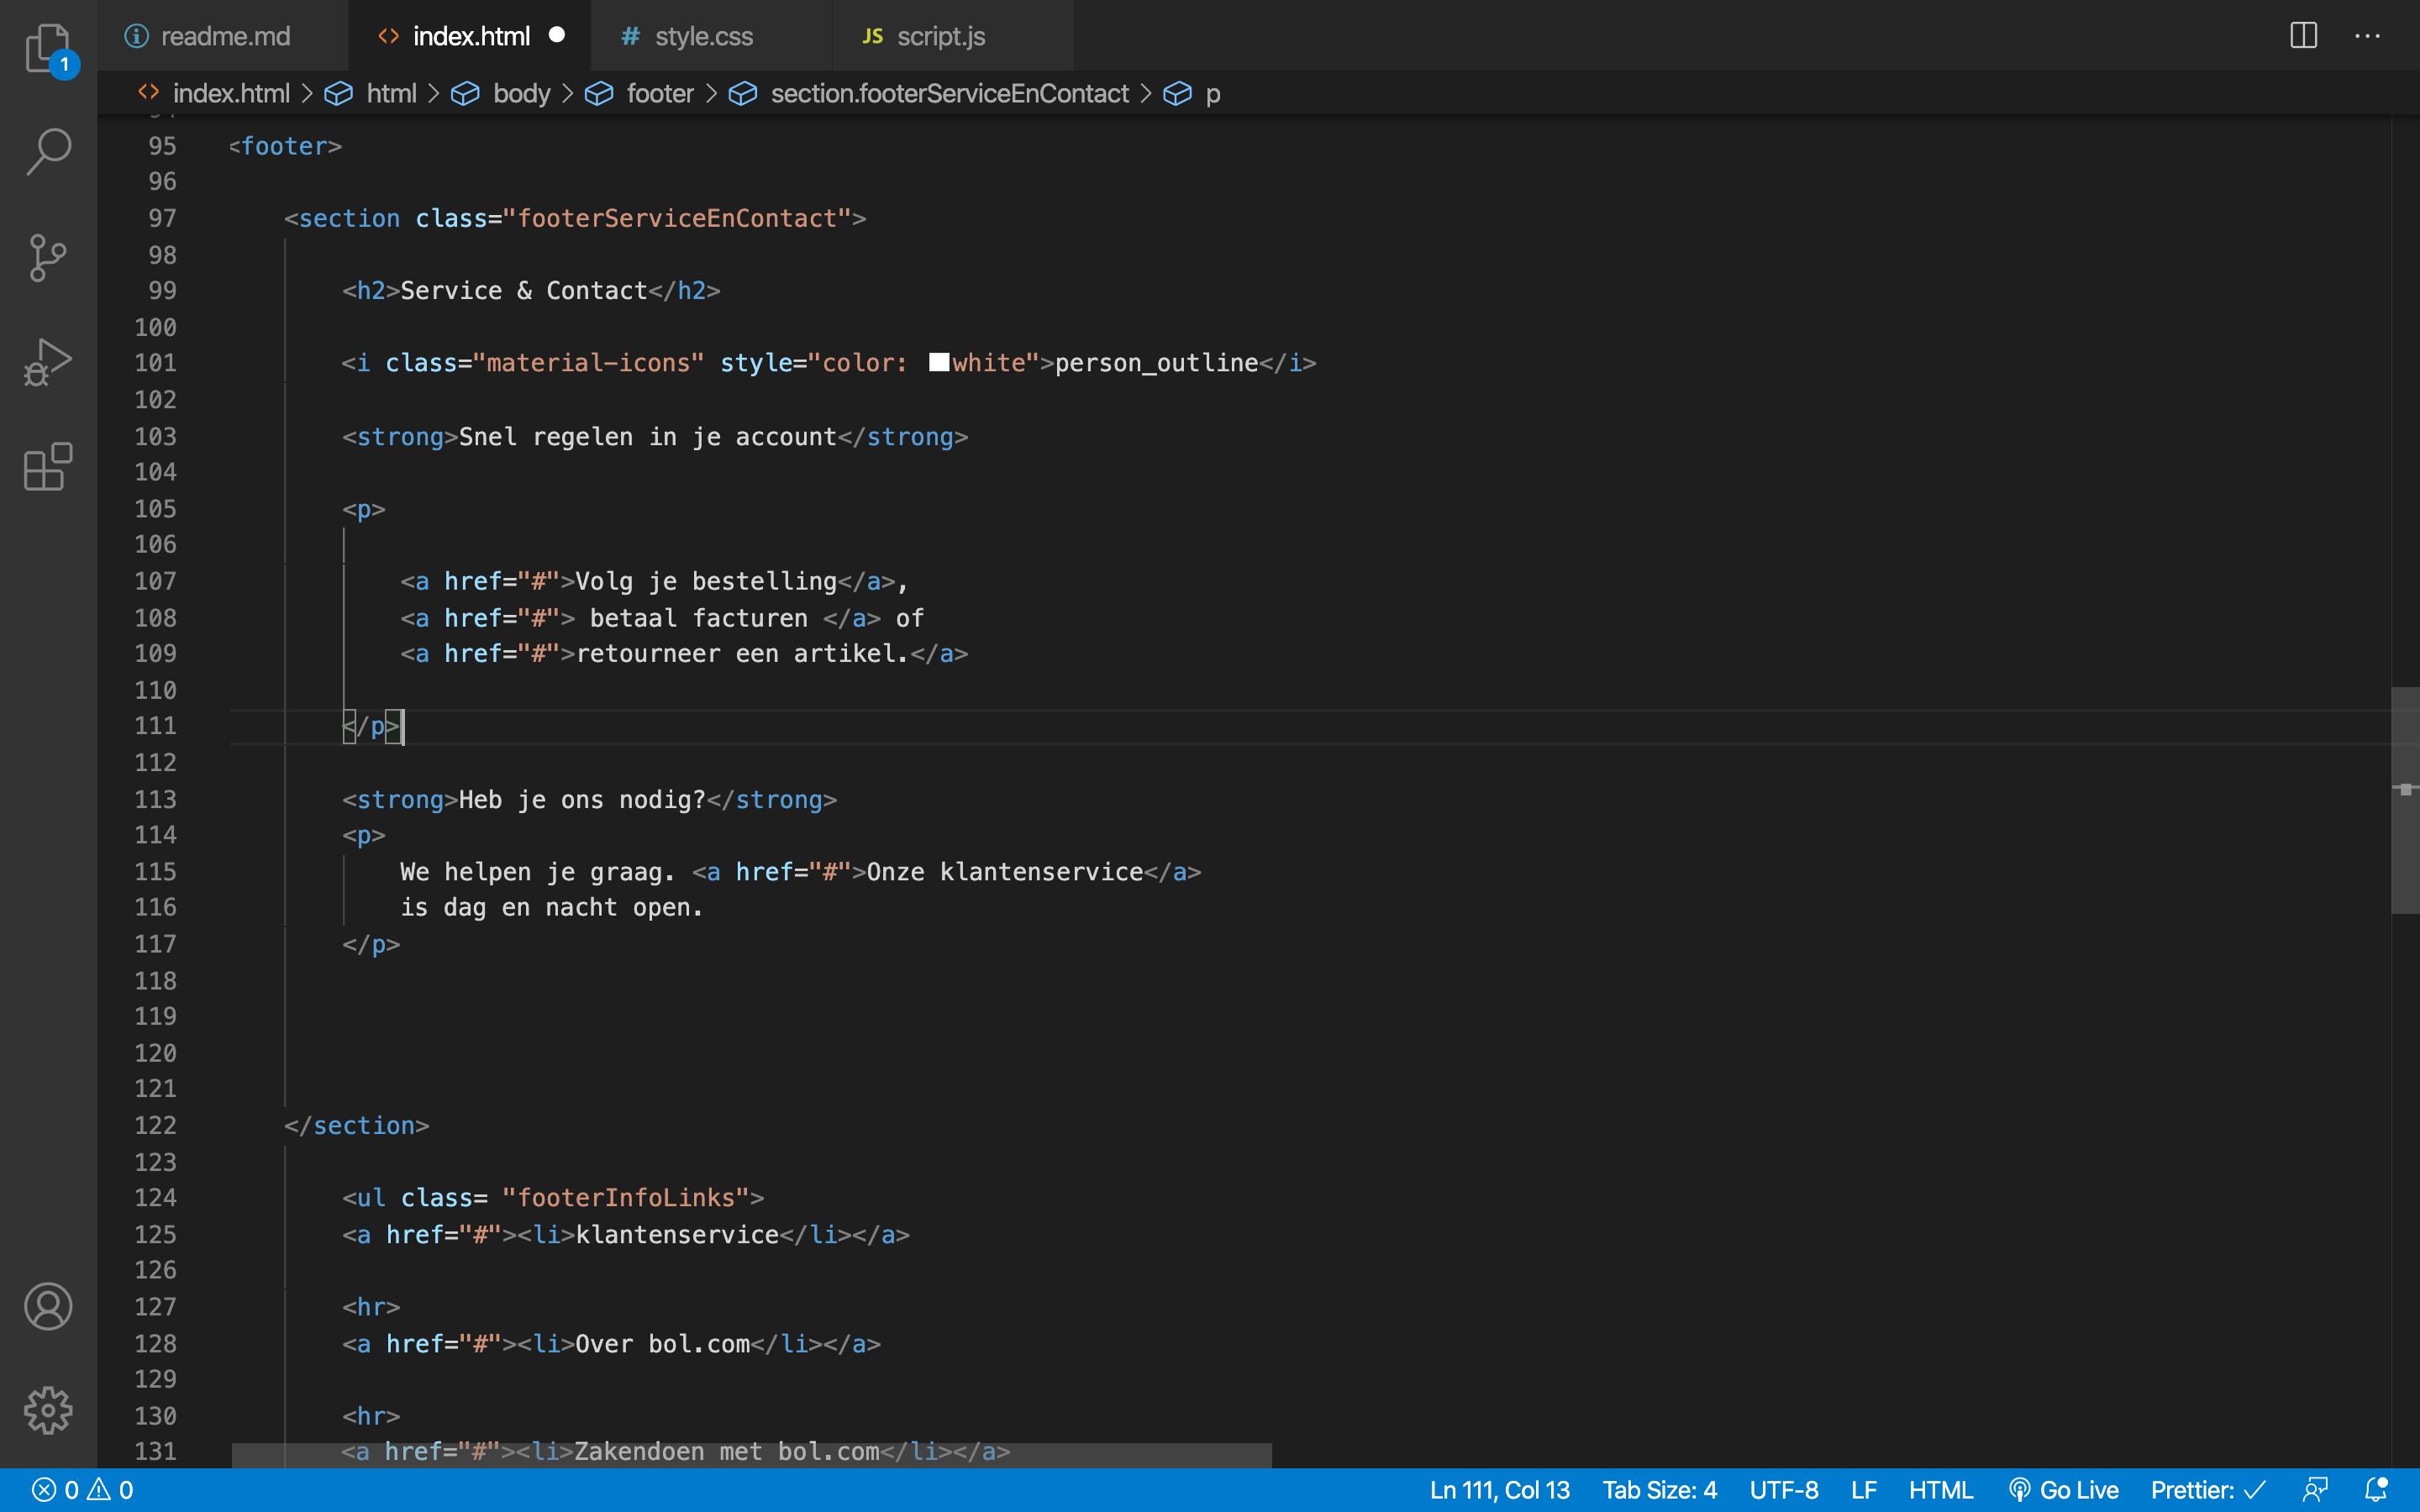 1
readme.md
index.html
# style.css
JS script.js
index.html > html > body > footer > section.footerServiceEnContact > p
95 <footer>
96
97 <section class="footerServiceEnContact">
98
99 <h2>Service & Contact</h2>
100
101 <i class="material-icons" style="color: white">person_outline</i>
102
103 <strong>Snel regelen in je account</strong>
104
105 <p>
106
107 <a href="#">Volg je bestelling</a>,
108 <a href="#"> betaal facturen </a> of
109 <a href="#">retourneer een artikel.</a>
110
111 </p>
112
113 <strong>Heb je ons nodig?</strong>
114 <p>
115 We helpen je graag. <a href="#">Onze klantenservice</a>
116 is dag en nacht open.
117 </p>
118
119
120
121
122 </section>
123
124 <ul class= "footerInfoLinks">
125 <a href="#"><li>klantenservice</li></a>
126
127 <hr>
128 <a href="#"><li>Over bol.com</li></a>
129
130 <hr>
131 <a href="#"><li>Zakendoen met bol.com</li></a>
0 0 Ln 111, Col 13 Tab Size: 4 UTF-8 LF HTML Go Live Prettier: ✓